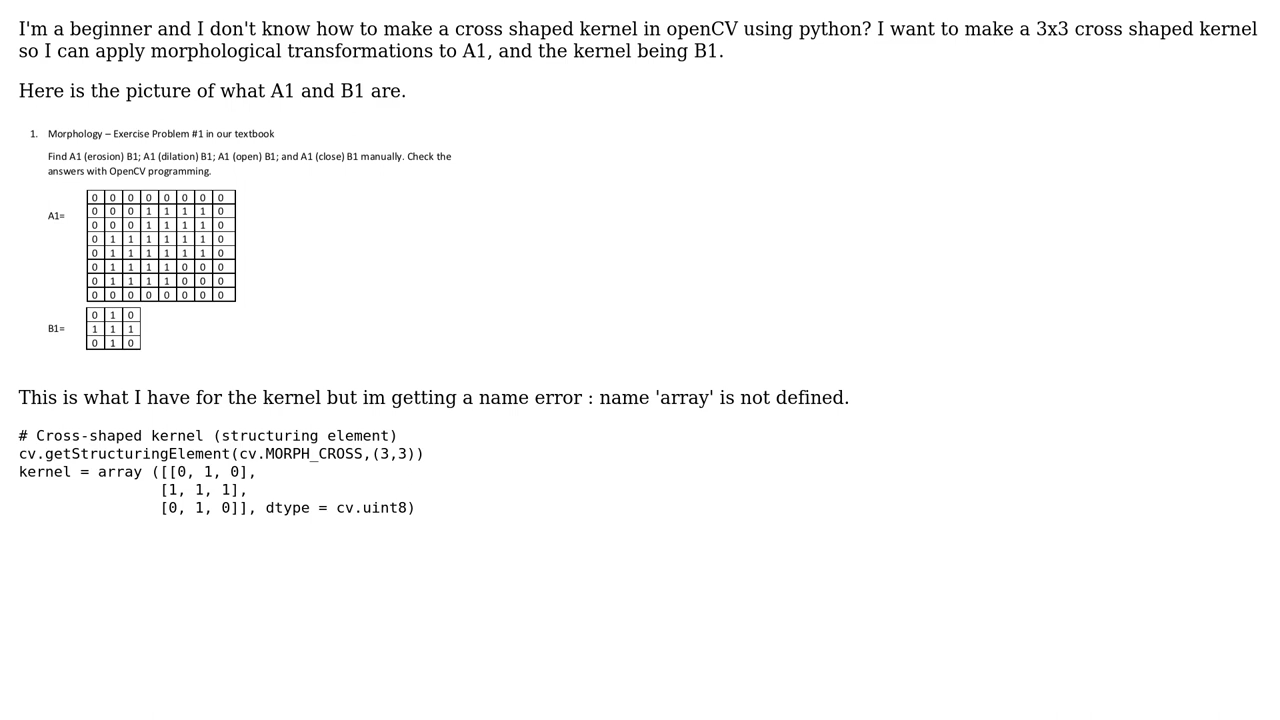 I'm a beginner and I don't know how to make a cross shaped kernel in openCV using python? I want to make a 3x3 cross shaped kernel
so I can apply morphological transformations to A1, and the kernel being B1.
Here is the picture of what A1 and B1 are.
1. Morphology – Exercise Problem #1 in our textbook
Find A1 (erosion) B1; A1 (dilation) B1; A1 (open) B1; and A1 (close) B1 manually. Check the
answers with OpenCV programming.
A1=
0 0 0 0 0 0 0 0
0 0 0 1 1 1 1 0
0 0 0 1 1 1 1 0
0 1 1 1 1 1 1 0
0 1 1 1 1 1 1 0
0 1 1 1 1 0 0 0
0 1 1 1 1 0 0 0
0 0 0 0 0 0 0 0
B1=
0 1 0
1 1 1
0 1 0
This is what I have for the kernel but im getting a name error : name 'array' is not defined.
# Cross-shaped kernel (structuring element)
cv.getStructuringElement(cv.MORPH_CROSS,(3,3))
kernel = array ([[0, 1, 0],
[1, 1, 1],
[0, 1, 0]], dtype = cv.uint8)